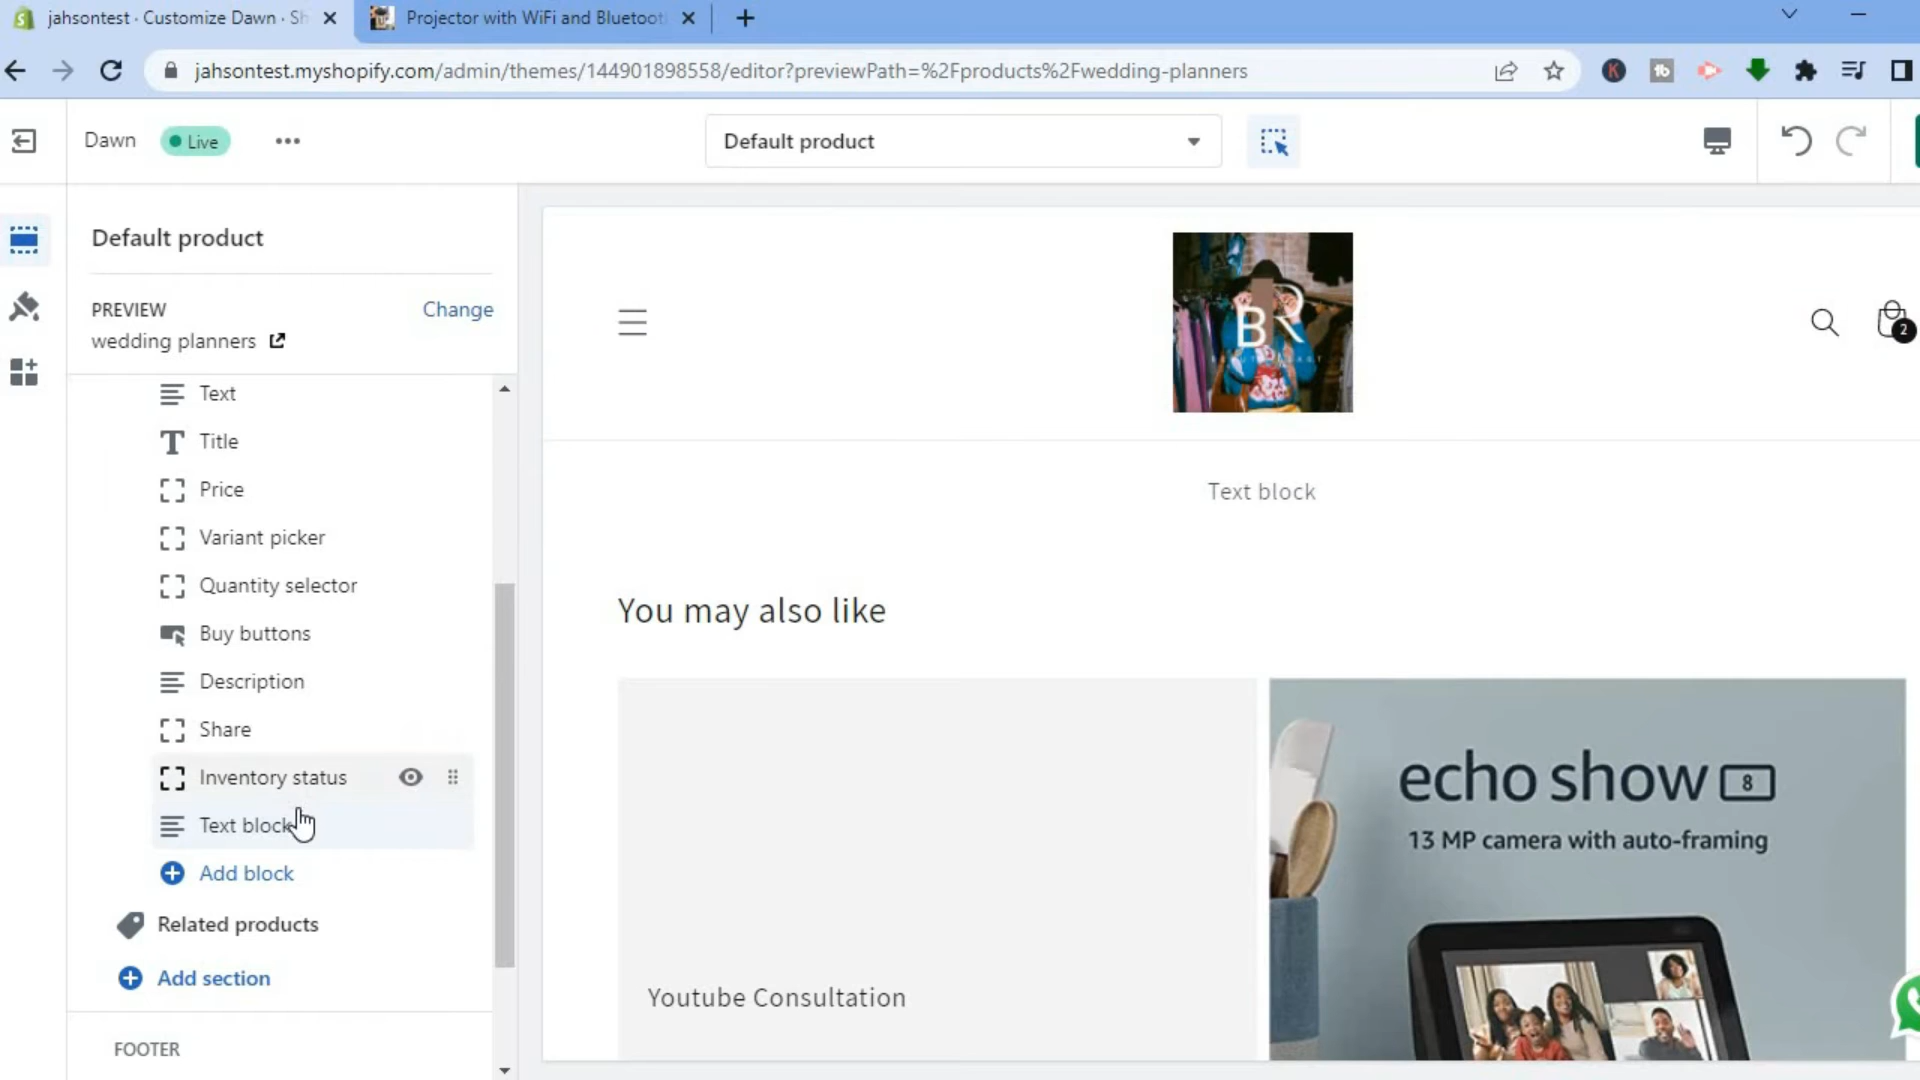 jahsontest · Customize Dawn · Sh
Projector with WiFi and Bluetoot
jahsontest.myshopify.com/admin/themes/144901898558/editor?previewPath=%2Fproducts%2Fwedding-planners
K
tb
Dawn
Live
Default product
Default product
PREVIEW
Change
wedding planners
Text
Title
Price
Variant picker
Quantity selector
Buy buttons
Description
Share
Inventory status
Text block
Add block
Related products
Add section
FOOTER
BR
2
Text block
You may also like
Youtube Consultation
echo show 8
13 MP camera with auto-framing